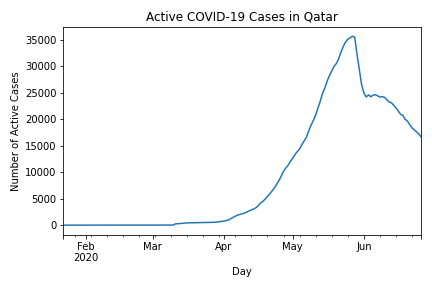 Active COVID-19 Cases in Qatar
Number of Active Cases
35000
30000
25000
20000
15000
10000
5000
0
Feb Mar Apr May Jun
2020
Day